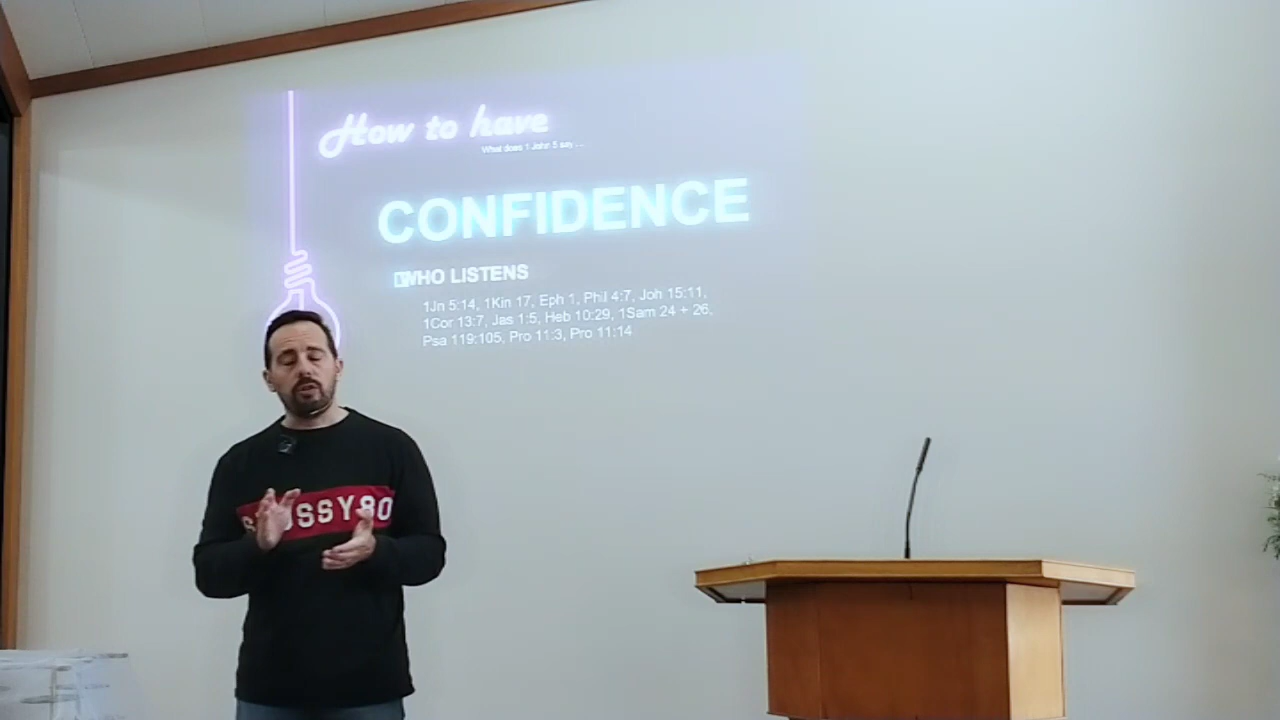 How to have
What does 1 John 5 say ...
CONFIDENCE
WHO LISTENS
1Jn 5:14, 1Kin 17, Eph 1, Phil 4:7, Joh 15:11,
1Cor 13:7, Jas 1:5, Heb 10:29, 1Sam 24 + 26,
Psa 119:105, Pro 11:3, Pro 11:14